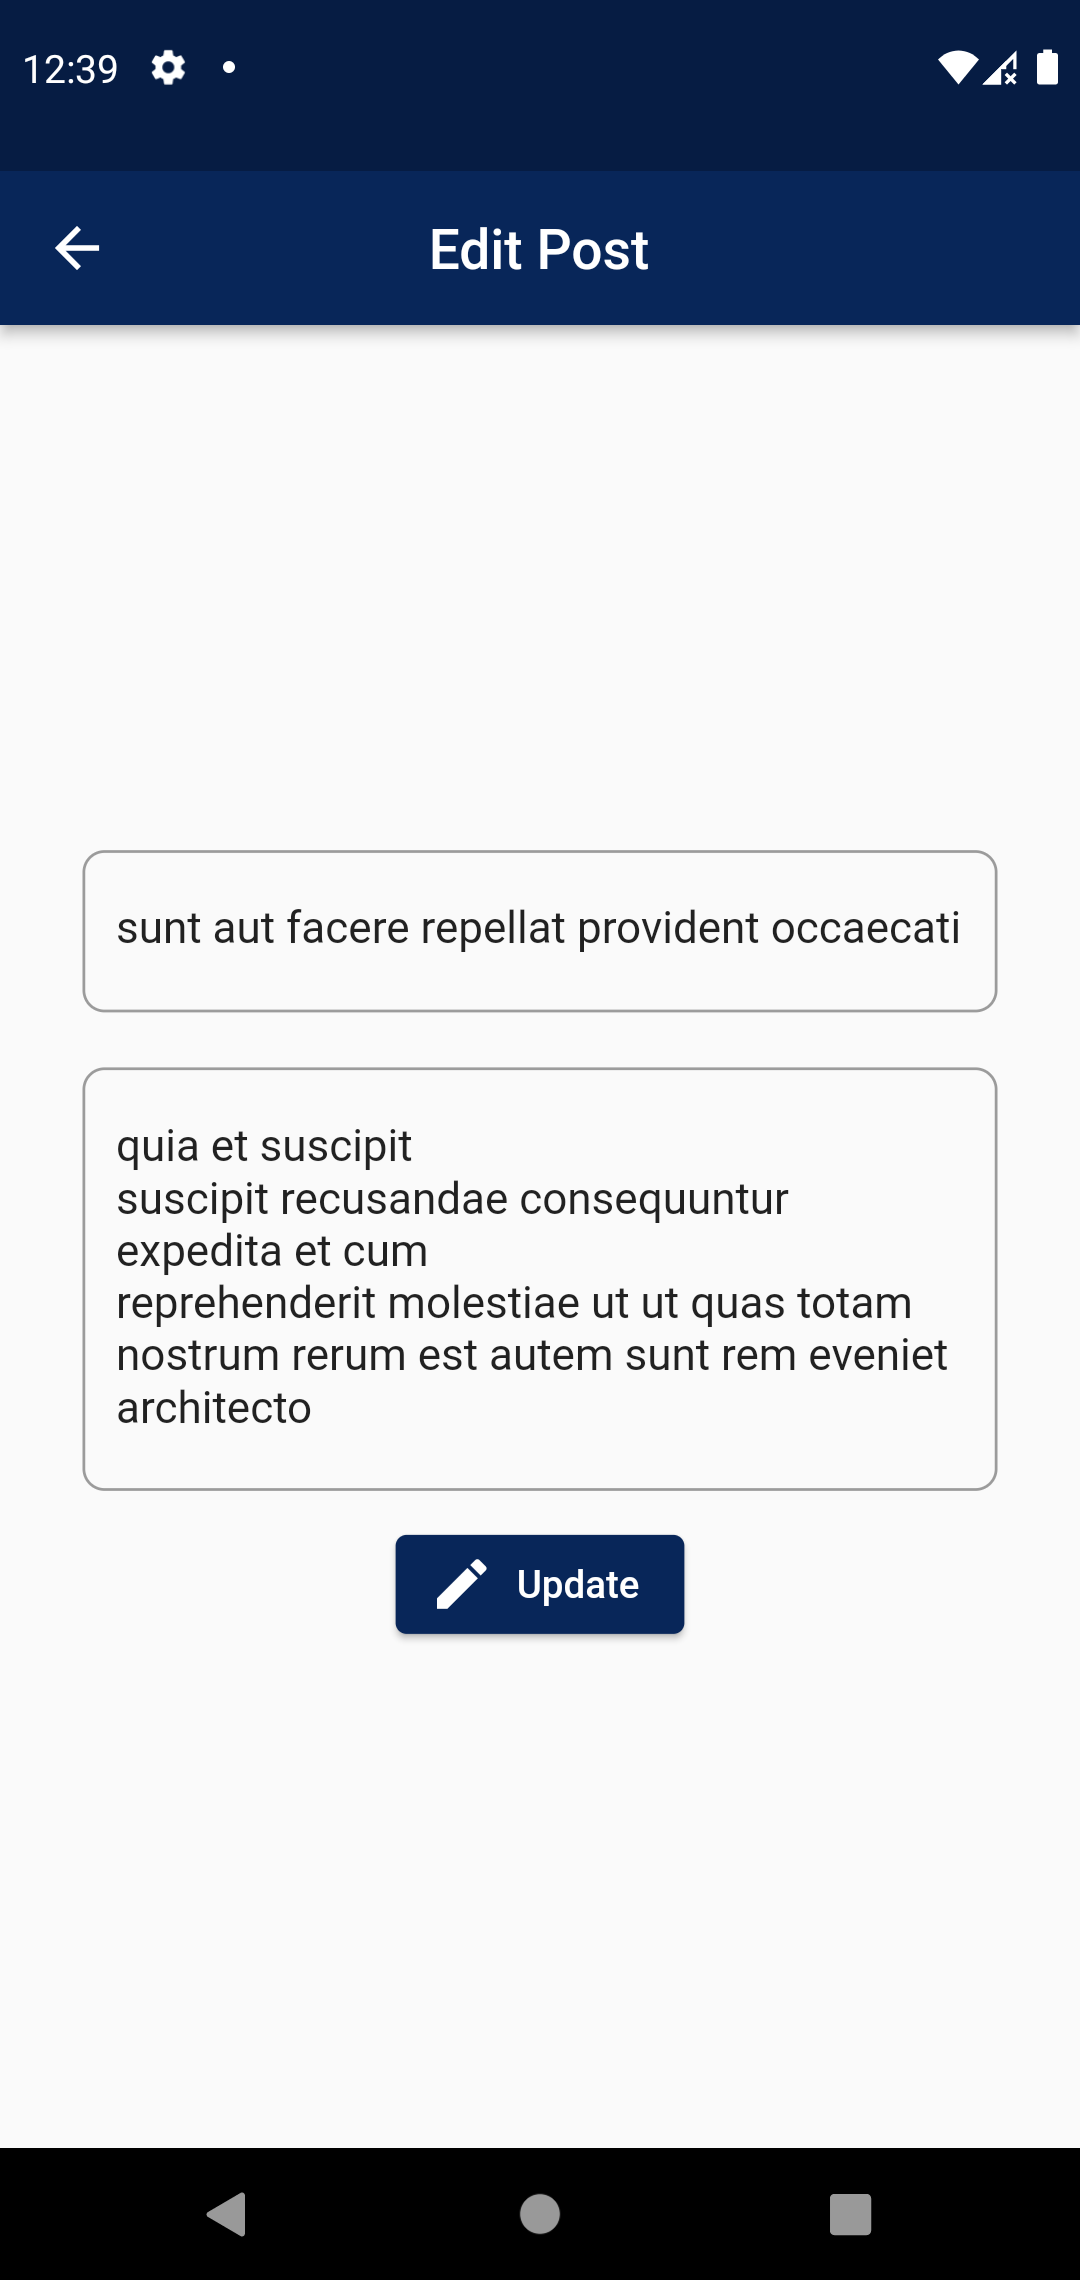 12:39
Edit Post
sunt aut facere repellat provident occaecati
quia et suscipit
suscipit recusandae consequuntur
expedita et cum
reprehenderit molestiae ut ut quas totam
nostrum rerum est autem sunt rem eveniet
architecto
Update